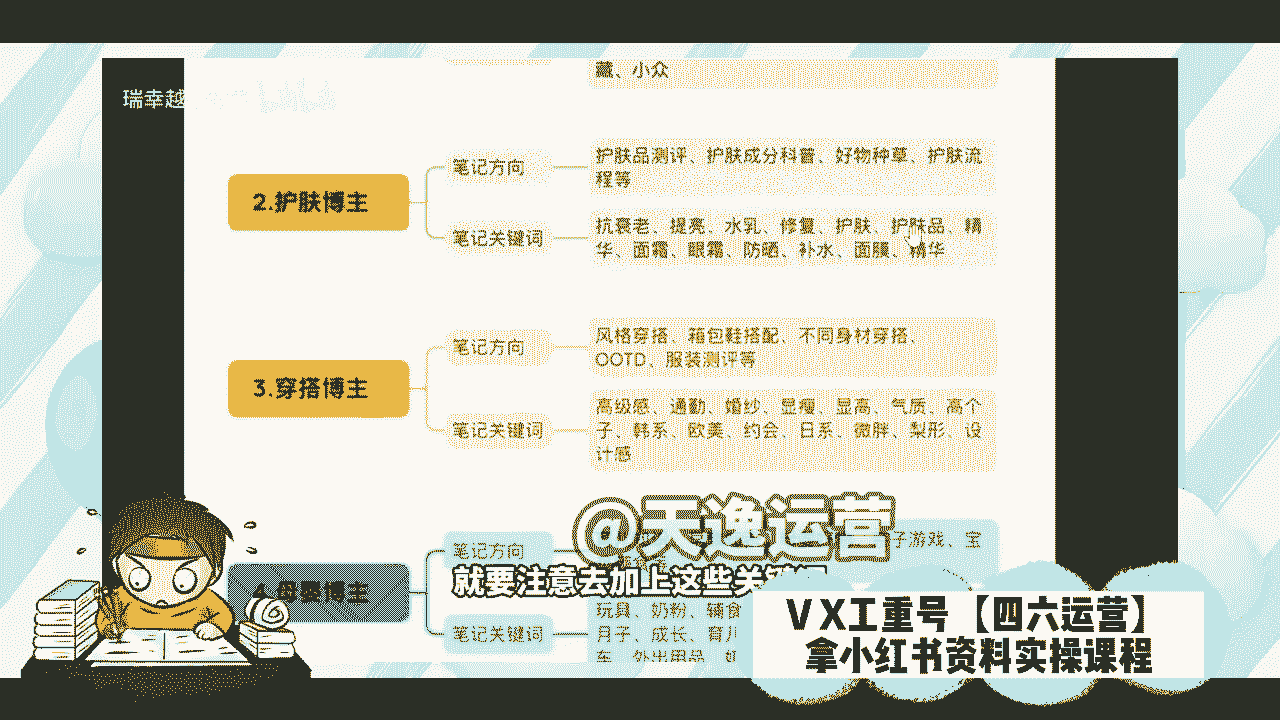 藏、小众
瑞幸越
2.护肤博主
笔记方向
护肤品测评、护肤成分科普、好物种草、护肤流
程等
笔记关键词
抗衰老、提亮、水乳、修复、护肤、护肤品、精
华、面霜、眼霜、防晒、补水、面膜、精华
3.穿搭博主
笔记方向
风格穿搭、箱包鞋搭配、不同身材穿搭、
OOTD、服装测评等
笔记关键词
高级感、通勤、婚纱、显瘦、显高、气质、高个
子、韩系、欧美、约会、日系、微胖、梨形、设
计感
@天逸运营
4.母婴博主
笔记方向
子游戏、宝
就要注意去加上这些关键词
笔记关键词
玩具、奶粉、辅食
月子、成长、育儿
车、外出用品
VX工重号【四六运营】
拿小红书资料实操课程